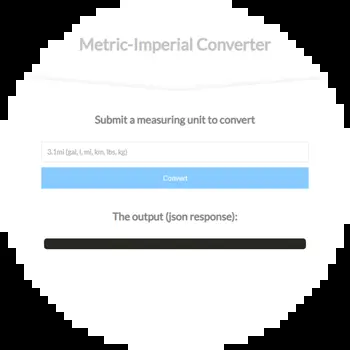 Metric-Imperial Converter
Submit a measuring unit to convert
3.1mi (gal, l, mi, km, lbs, kg)
Convert
The output (json response):